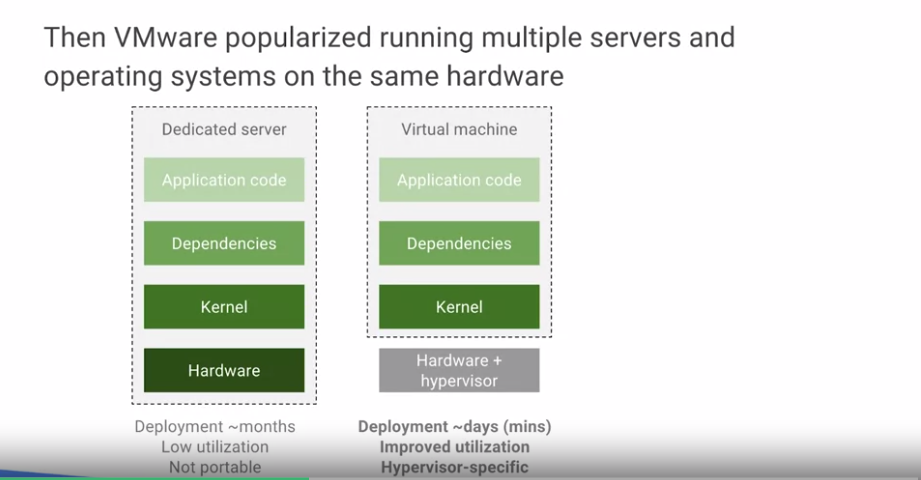 Then VMware popularized running multiple servers and
operating systems on the same hardware
Dedicated server
Application code
Dependencies
Kernel
Hardware
Deployment ~months
Low utilization
Not portable
Virtual machine
Application code
Dependencies
Kernel
Hardware +
hypervisor
Deployment ~days (mins)
Improved utilization
Hypervisor-specific